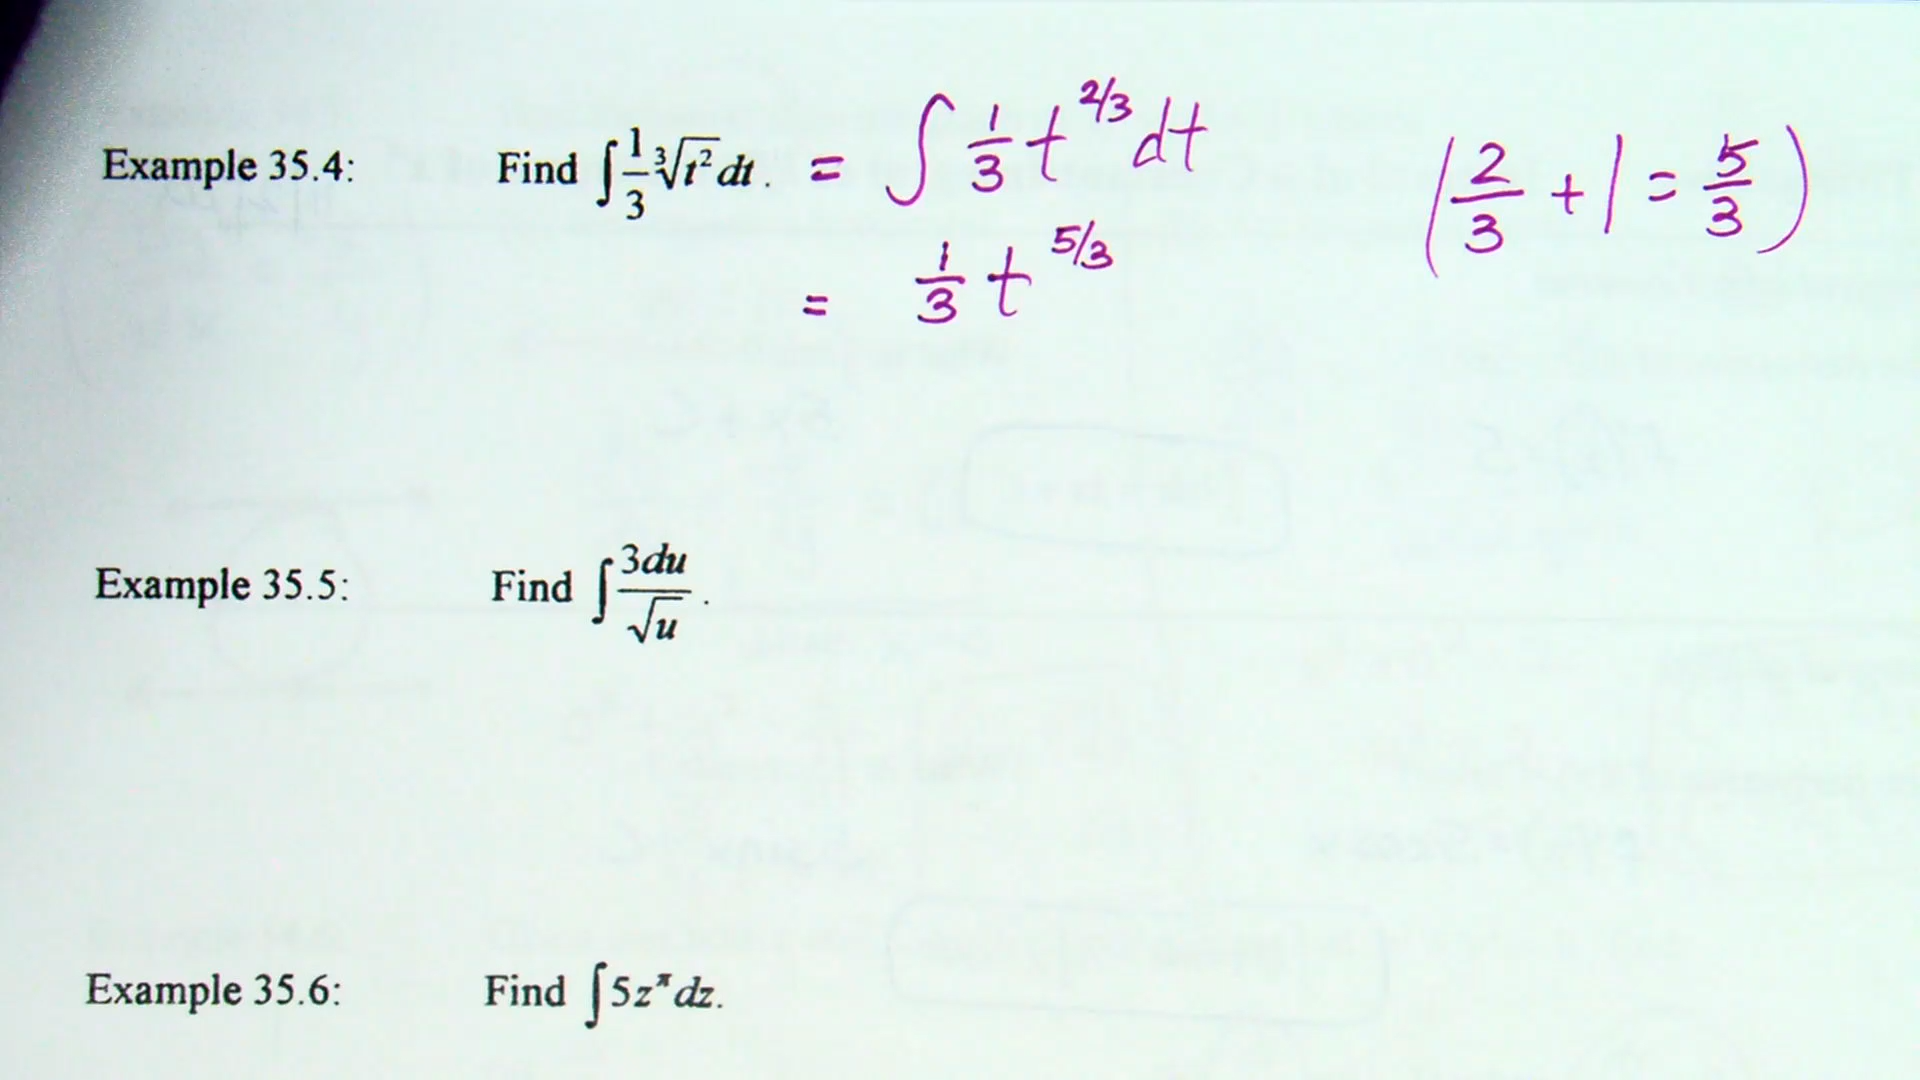 Example 35.4: Find ∫ 1/3 ∛t² dt. = ∫ 1/3 t^2/3 dt (2/3 + 1 = 5/3)
= 1/3 t^5/3
Example 35.5: Find ∫ 3du/√u.
Example 35.6: Find ∫5z^π dz.